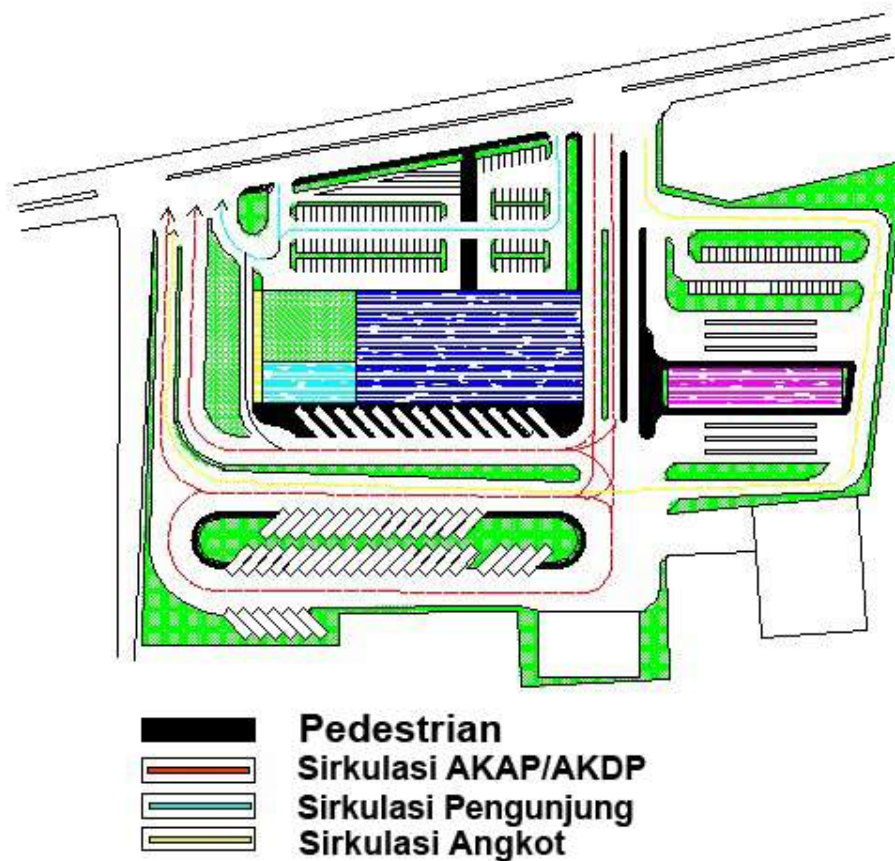 Pedestrian
Sirkulasi AKAP/AKDP
Sirkulasi Pengunjung
Sirkulasi Angkot